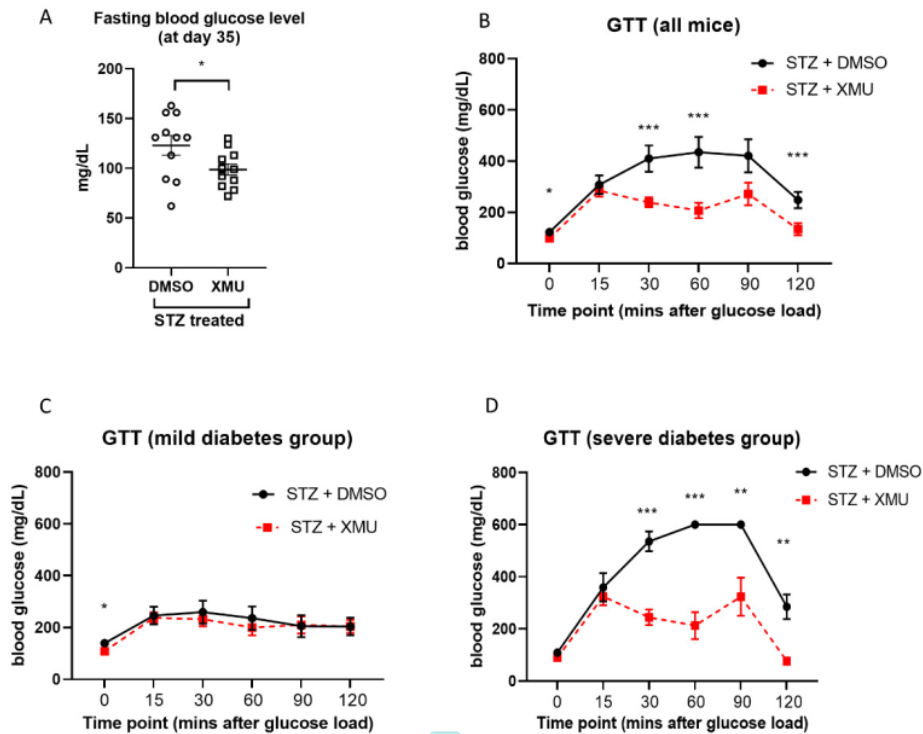 A
Fasting blood glucose level
(at day 35)
*
200
150
100
50
0
mg/dL
DMSO XMU
STZ treated
B
GTT (all mice)
STZ + DMSO
STZ + XMU
800
600
400
200
0
blood glucose (mg/dL)
*
***
***
***
0 15 30 60 90 120
Time point (mins after glucose load)
C
GTT (mild diabetes group)
STZ + DMSO
STZ + XMU
800
600
400
200
0
blood glucose (mg/dL)
*
0 15 30 60 90 120
Time point (mins after glucose load)
D
GTT (severe diabetes group)
STZ + DMSO
STZ + XMU
800
600
400
200
0
blood glucose (mg/dL)
***
***
**
**
0 15 30 60 90 120
Time point (mins after glucose load)